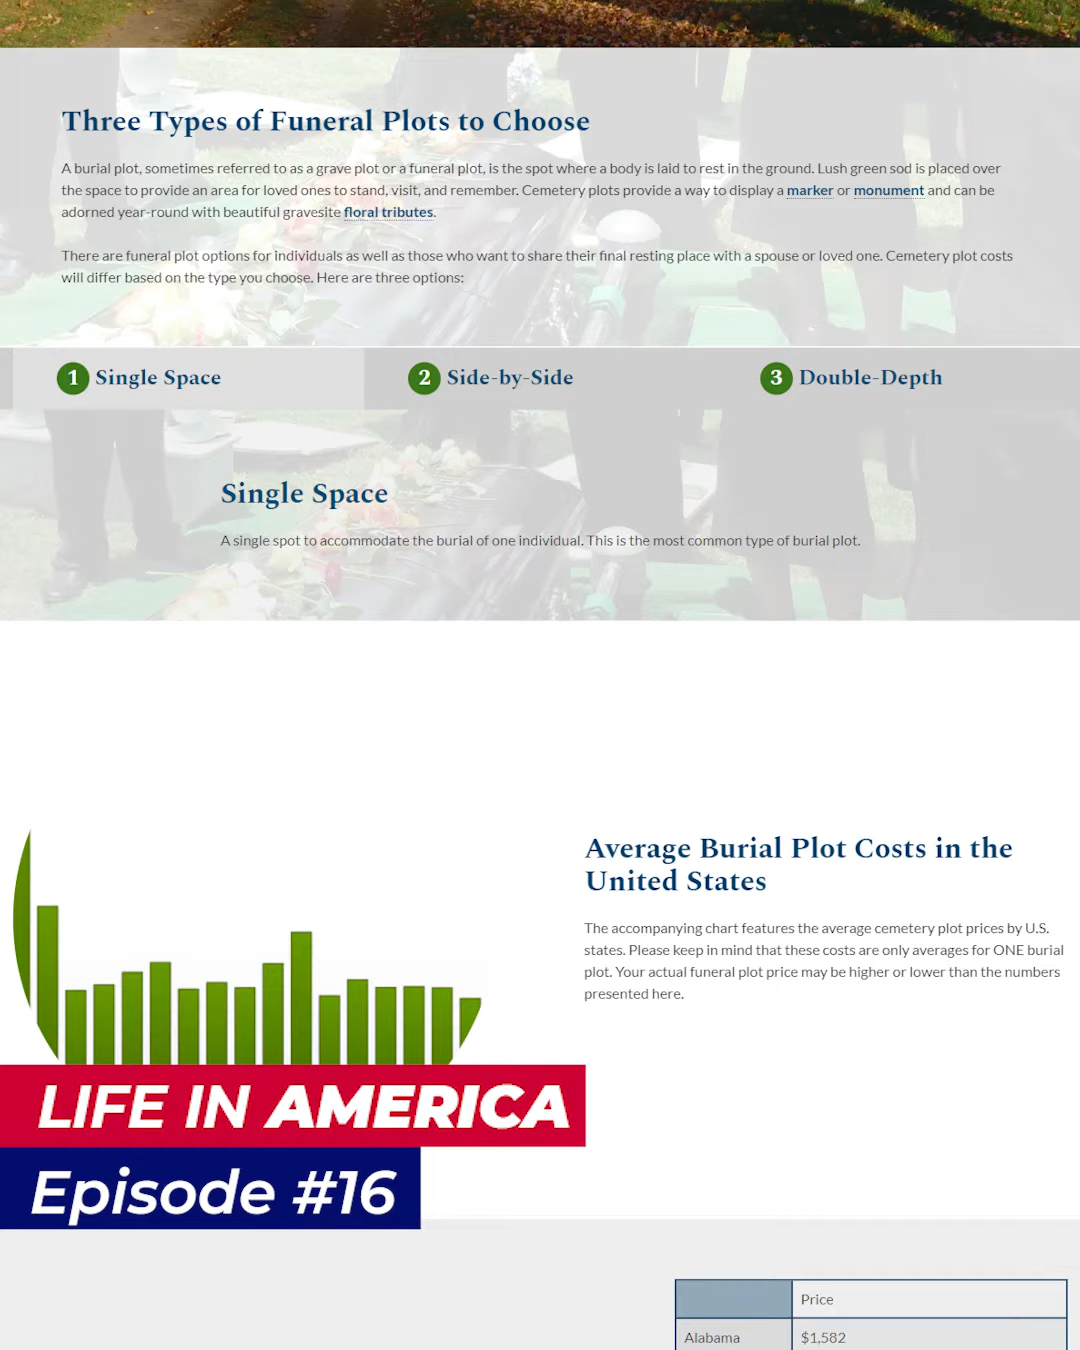 Three Types of Funeral Plots to Choose
A burial plot, sometimes referred to as a grave plot or a funeral plot, is the spot where a body is laid to rest in the ground. Lush green sod is placed over
the space to provide an area for loved ones to stand, visit, and remember. Cemetery plots provide a way to display a marker or monument and can be
adorned year-round with beautiful gravesite floral tributes.
There are funeral plot options for individuals as well as those who want to share their final resting place with a spouse or loved one. Cemetery plot costs
will differ based on the type you choose. Here are three options:
1 Single Space
2 Side-by-Side
3 Double-Depth
Single Space
A single spot to accommodate the burial of one individual. This is the most common type of burial plot.
Average Burial Plot Costs in the
United States
The accompanying chart features the average cemetery plot prices by U.S.
states. Please keep in mind that these costs are only averages for ONE burial
plot. Your actual funeral plot price may be higher or lower than the numbers
presented here.
LIFE IN AMERICA
Episode #16
Price
Alabama $1,582